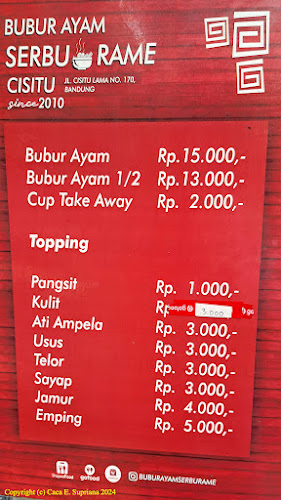 BUBUR AYAM
SERBU RAME
CISITU JL. CISITU LAMA NO. 170, BANDUNG
since 2010
Bubur Ayam Rp. 15.000,-
Bubur Ayam 1/2 Rp. 13.000,-
Cup Take Away Rp. 2.000,-
Topping
Pangsit Rp. 1.000,-
Kulit 3.000
Ati Ampela Rp. 3.000,-
Usus Rp. 3.000,-
Telor Rp. 3.000,-
Sayap Rp. 3.000,-
Jamur Rp. 4.000,-
Emping Rp. 5.000,-
gofood BUBURAYAMSERBURAME
Copyright (c) Caca E. Supriana 2024